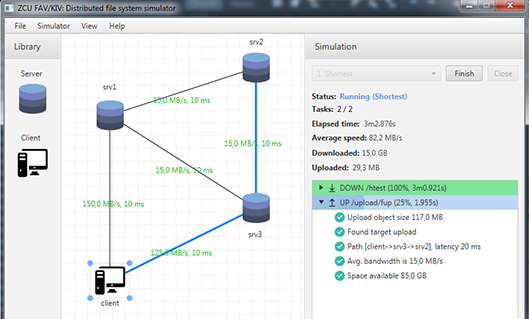 ZCU FAV/KIV: Distributed file system simulator
File Simulator View Help
Library
Server
Client
srv2
srv1
15,0 MB/s, 10 ms
15,0 MB/s, 10 ms
15,0 MB/s, 10 ms
150,0 MB/s, 10 ms
srv3
125,0 MB/s, 10 ms
client
Simulation
1. Shortest
Finish
Close
Status: Running (Shortest)
Tasks: 2 / 2
Elapsed time: 3m2.876s
Average speed: 82,2 MB/s
Downloaded: 15,0 GB
Uploaded: 29,3 MB
DOWN /htest (100%, 3m0.921s)
UP /upload/fup (25%, 1.955s)
Upload object size 117,0 MB
Found target upload
Path [client->srv3->srv2], latency 20 ms
Avg. bandwidth is 15,0 MB/s
Space available 85,0 GB